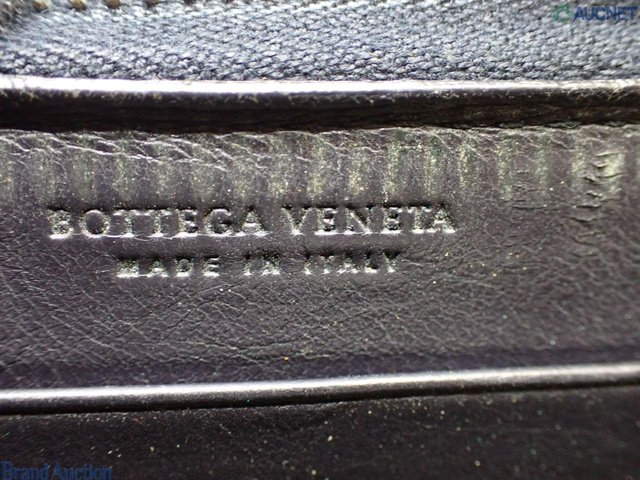 AUCNET
BOTTEGA VENETA
MADE IN ITALY
Brand Auction